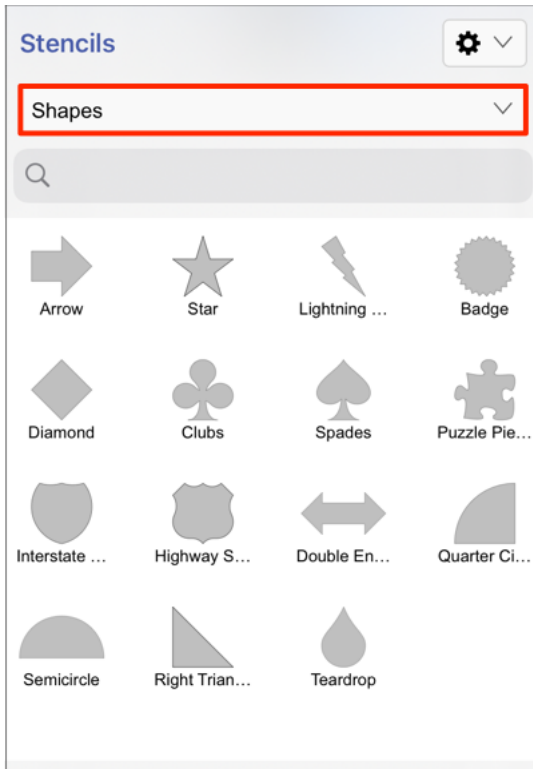 Stencils
Shapes
Arrow
Star
Lightning ...
Badge
Diamond
Clubs
Spades
Puzzle Pie...
Interstate ...
Highway S...
Double En...
Quarter Ci...
Semicircle
Right Trian...
Teardrop